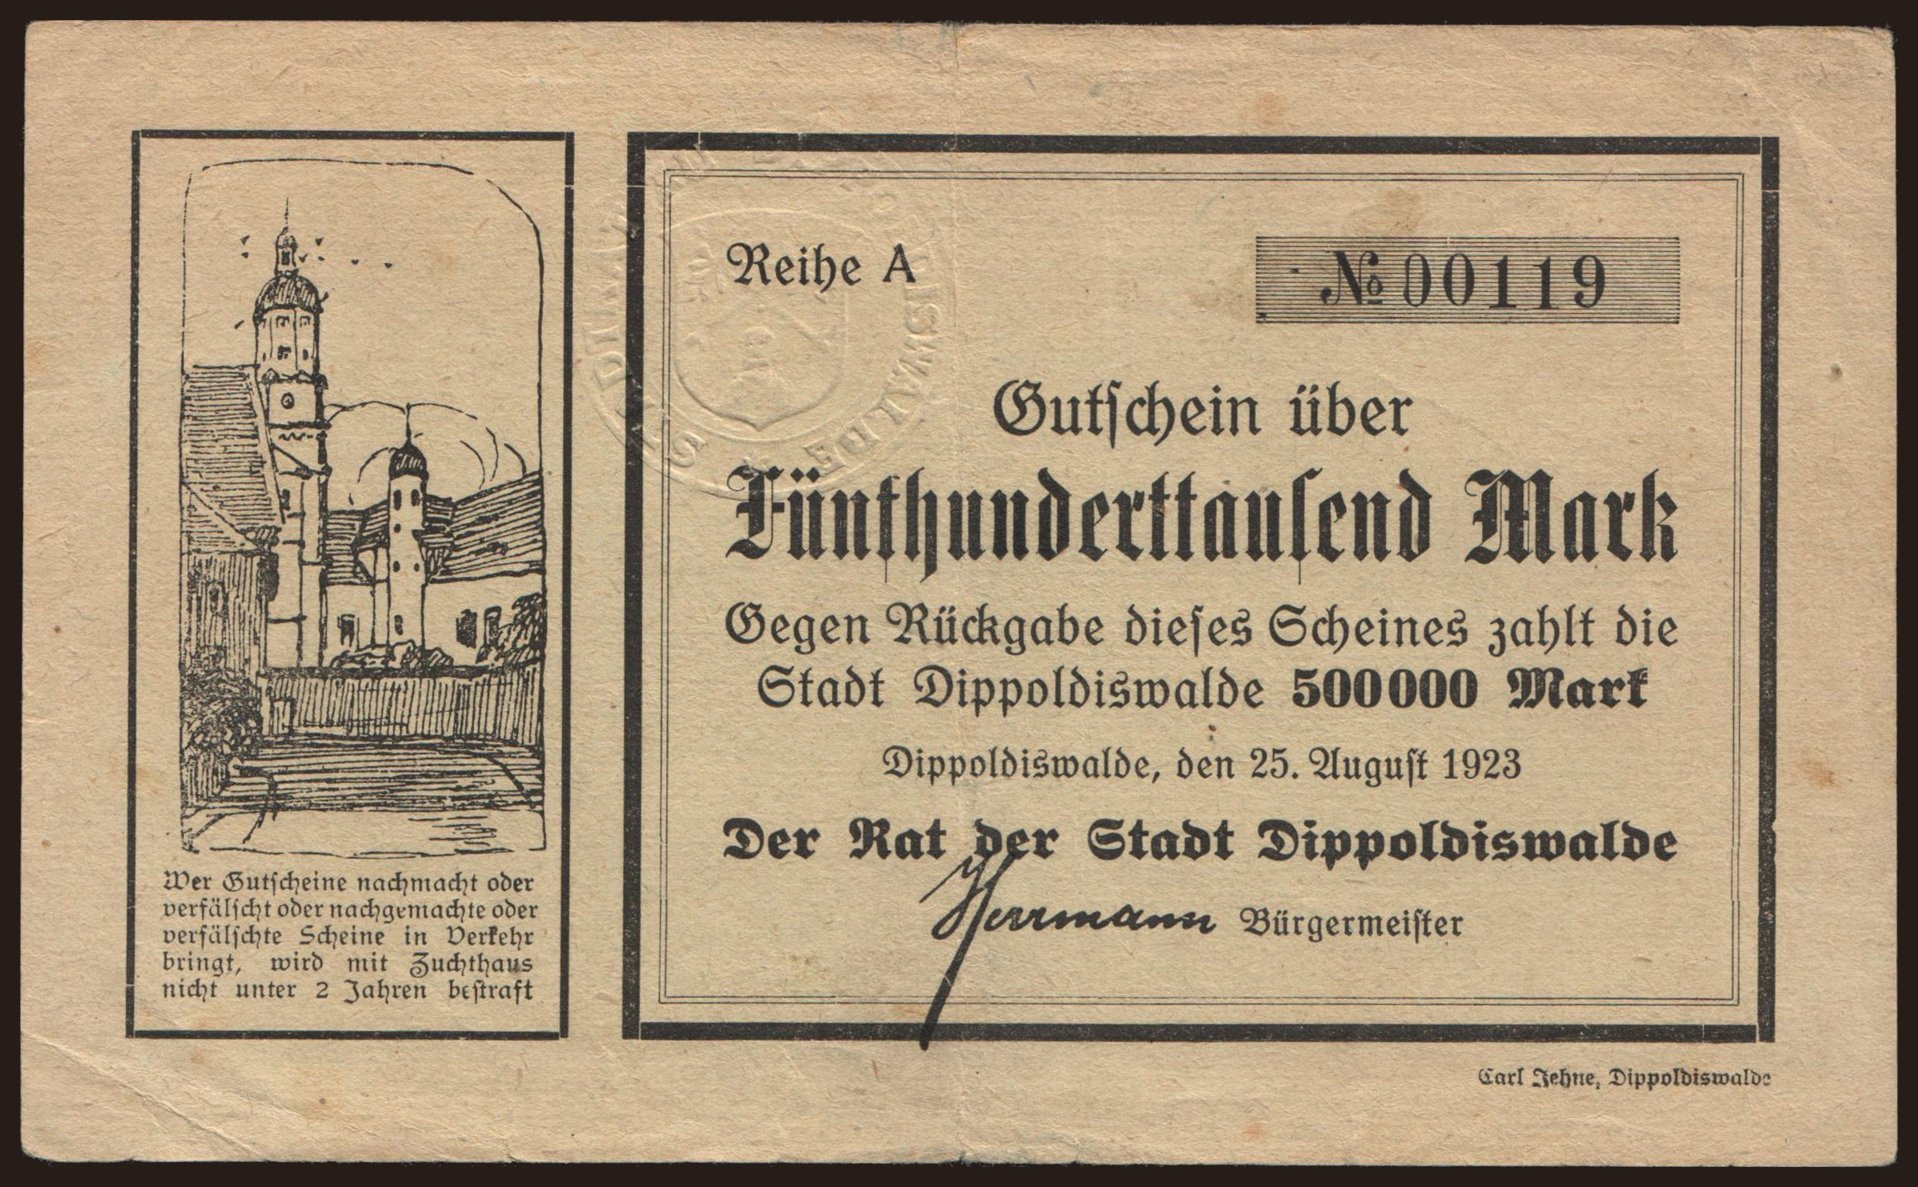 Reihe A
№ 00119
Gutschein über
Fünfhunderttausend Mark
Gegen Rückgabe dieses Scheines zahlt die
Stadt Dippoldiswalde 500000 Mark
Dippoldiswalde, den 25. August 1923
Der Rat der Stadt Dippoldiswalde
Herrmann Bürgermeister
Wer Gutscheine nachmacht oder
verfälscht oder nachgemachte oder
verfälschte Scheine in Verkehr
bringt, wird mit Zuchthaus
nicht unter 2 Jahren bestraft
Carl Jehne, Dippoldiswalde